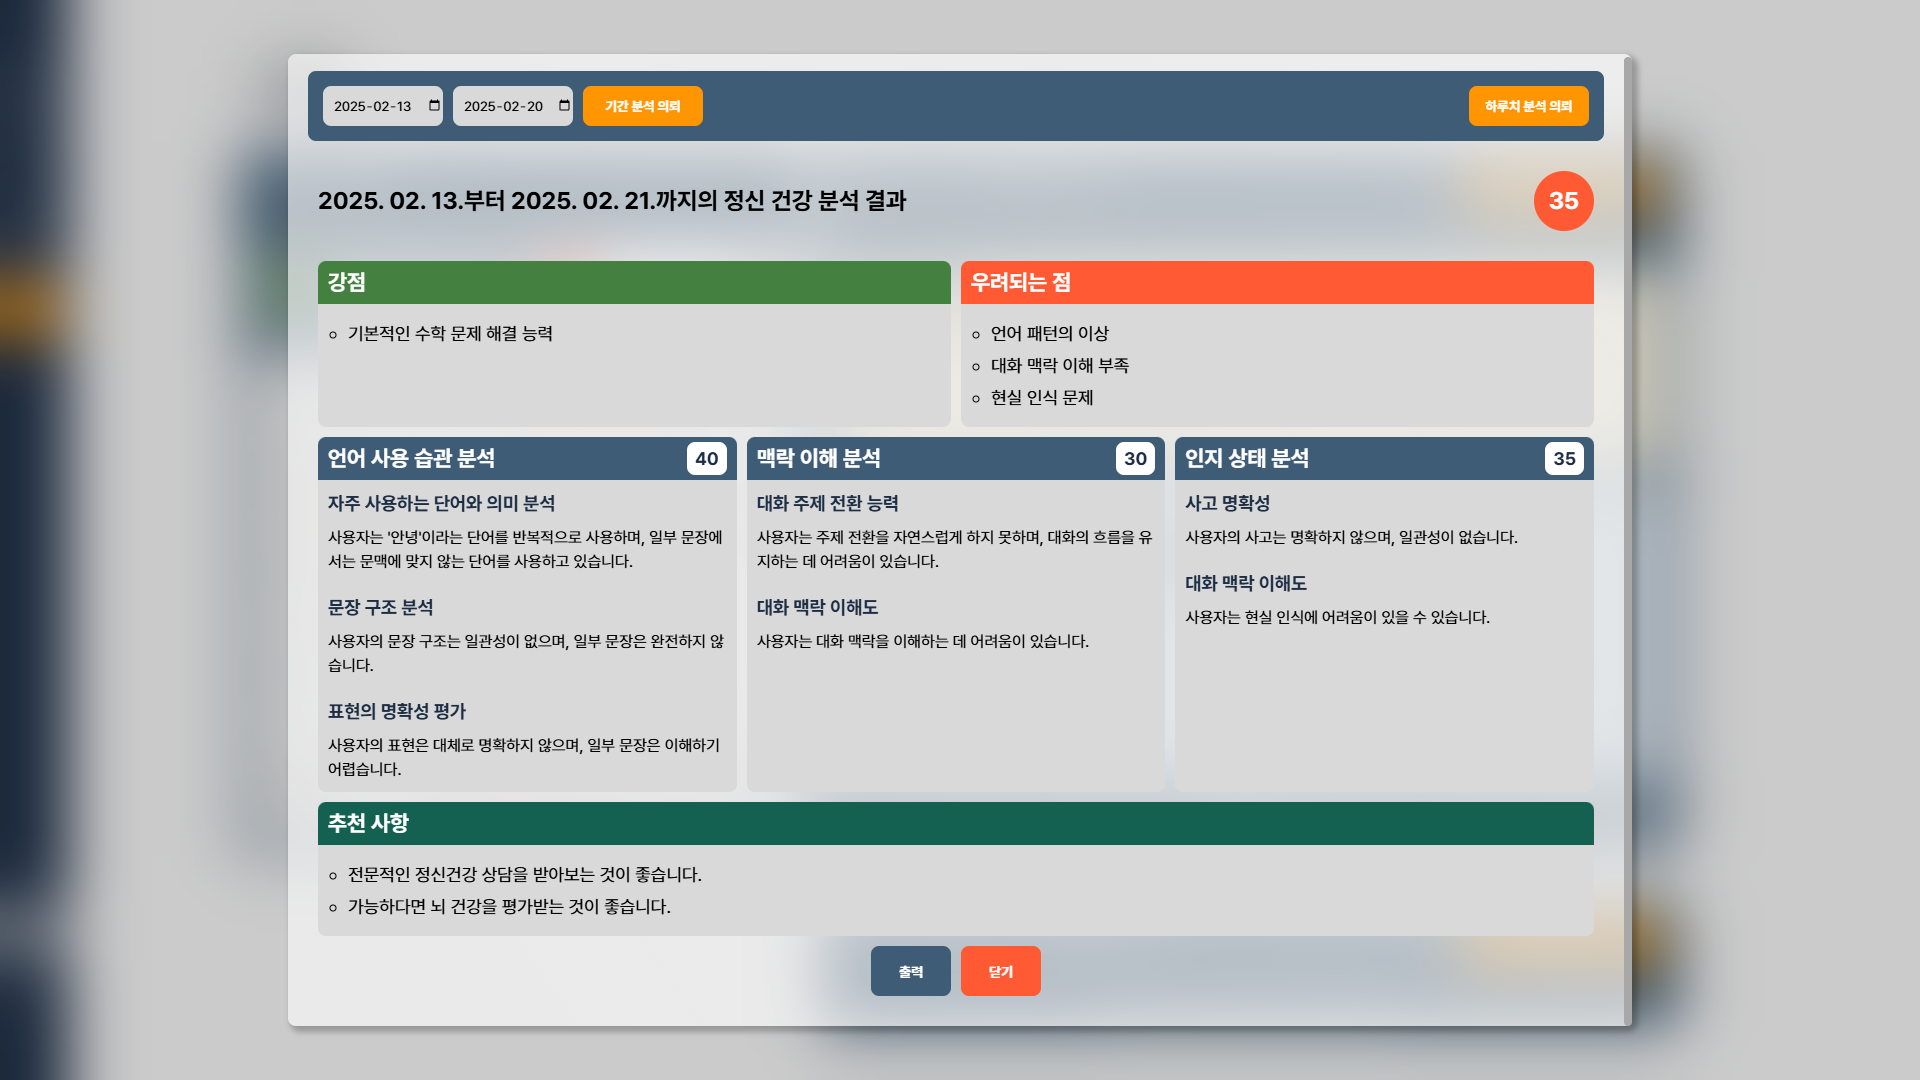 2025-02-13
2025-02-20
기간 분석 의뢰
하루치 분석 의뢰
2025. 02. 13.부터 2025. 02. 21.까지의 정신 건강 분석 결과
35
강점
기본적인 수학 문제 해결 능력
우려되는 점
언어 패턴의 이상
대화 맥락 이해 부족
현실 인식 문제
언어 사용 습관 분석
40
자주 사용하는 단어와 의미 분석
사용자는 '안녕'이라는 단어를 반복적으로 사용하며, 일부 문장에
서는 문맥에 맞지 않는 단어를 사용하고 있습니다.
문장 구조 분석
사용자의 문장 구조는 일관성이 없으며, 일부 문장은 완전하지 않
습니다.
표현의 명확성 평가
사용자의 표현은 대체로 명확하지 않으며, 일부 문장은 이해하기
어렵습니다.
맥락 이해 분석
30
대화 주제 전환 능력
사용자는 주제 전환을 자연스럽게 하지 못하며, 대화의 흐름을 유
지하는 데 어려움이 있습니다.
대화 맥락 이해도
사용자는 대화 맥락을 이해하는 데 어려움이 있습니다.
인지 상태 분석
35
사고 명확성
사용자의 사고는 명확하지 않으며, 일관성이 없습니다.
대화 맥락 이해도
사용자는 현실 인식에 어려움이 있을 수 있습니다.
추천 사항
전문적인 정신건강 상담을 받아보는 것이 좋습니다.
가능하다면 뇌 건강을 평가받는 것이 좋습니다.
출력
닫기